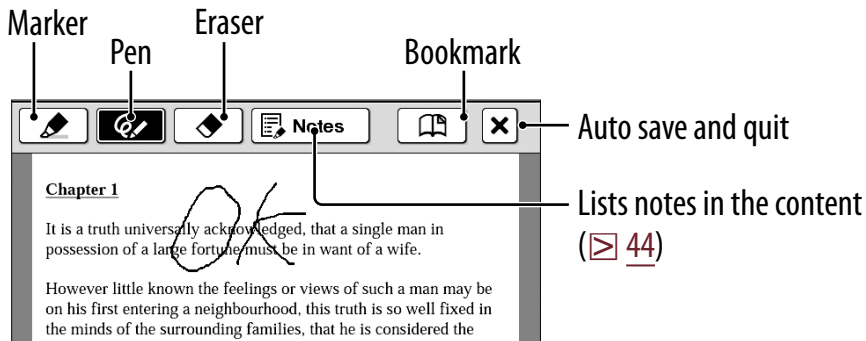 Marker
Pen
Eraser
Bookmark
Notes
Auto save and quit
Lists notes in the content
(44)
Chapter 1
OK
It is a truth universally acknowledged, that a single man in
possession of a large fortune must be in want of a wife.
However little known the feelings or views of such a man may be
on his first entering a neighbourhood, this truth is so well fixed in
the minds of the surrounding families, that he is considered the